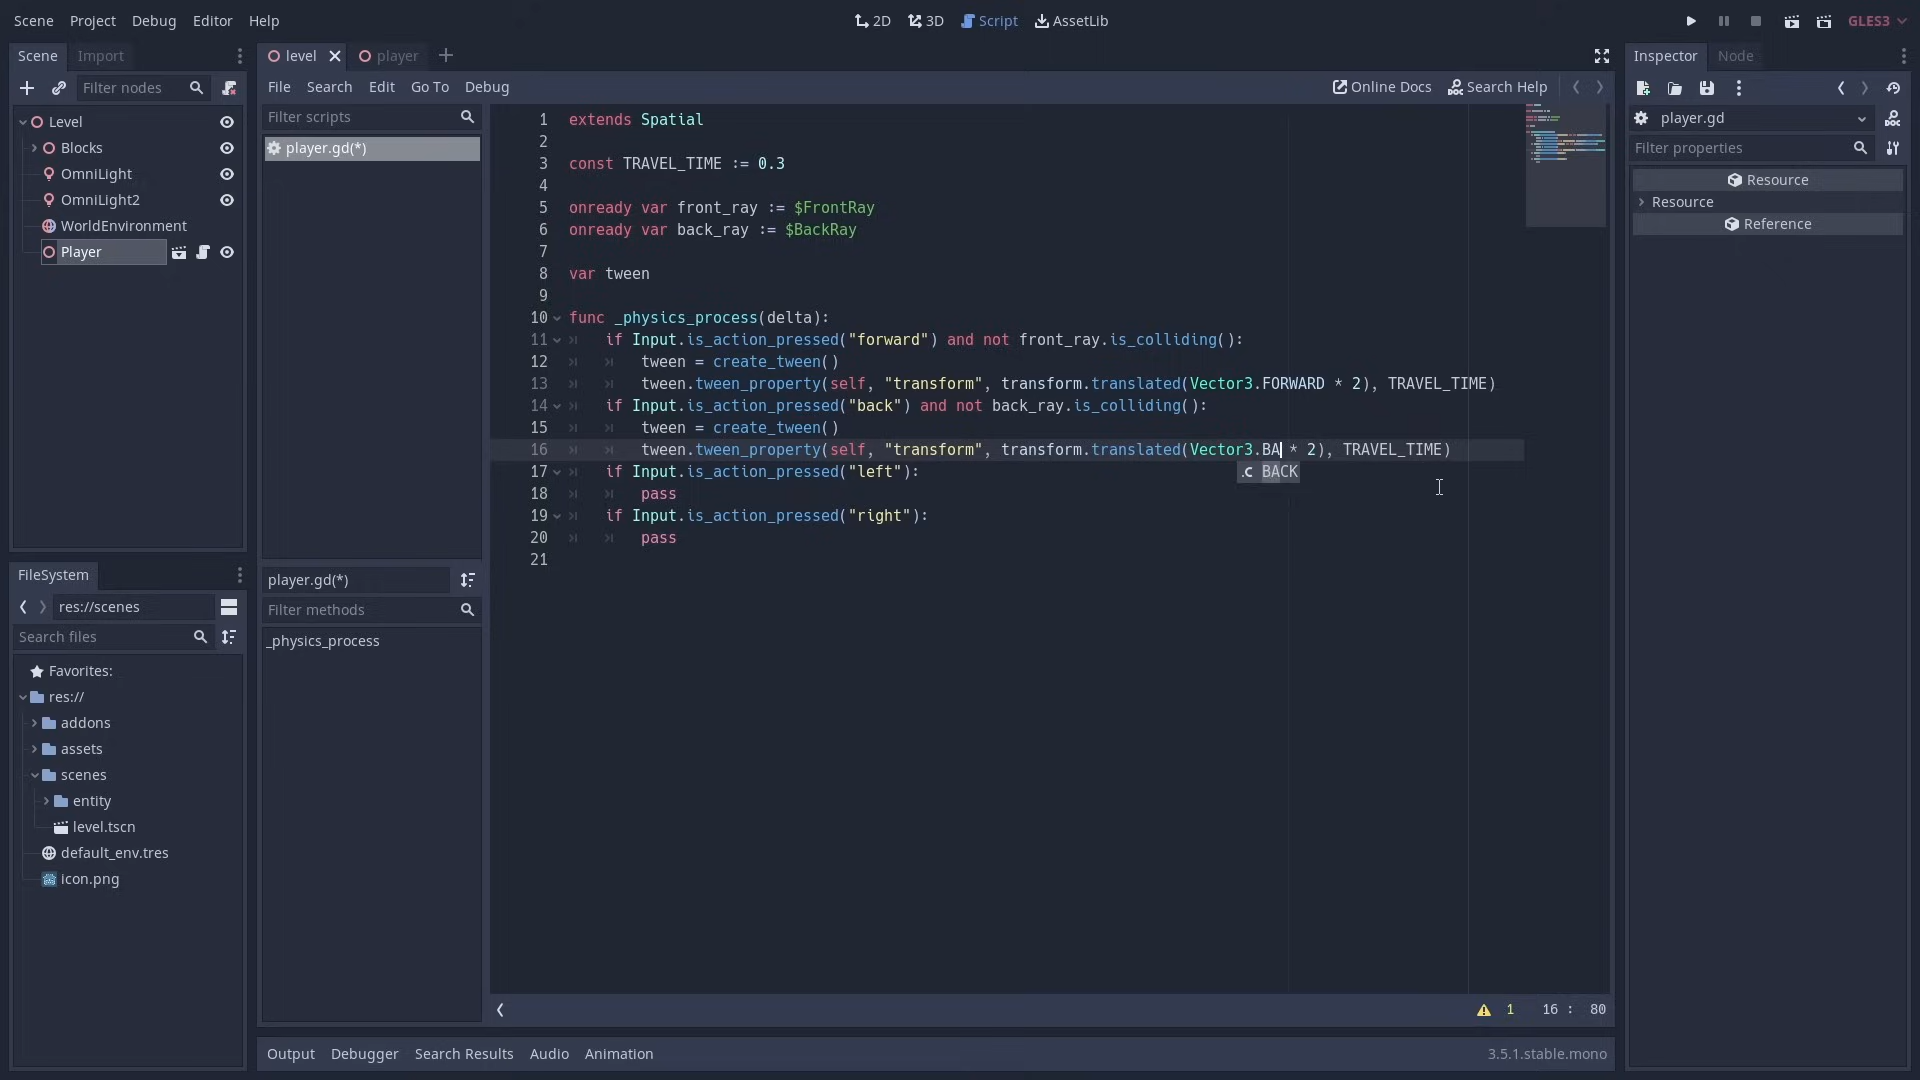 Scene Project Debug Editor Help
2D 3D Script AssetLib
GLES3
Scene Import
Filter nodes
Level
Blocks
OmniLight
OmniLight2
WorldEnvironment
Player
FileSystem
res://scenes
Search files
Favorites:
res://
addons
assets
scenes
entity
level.tscn
default_env.tres
icon.png
level player
File Search Edit Go To Debug
Online Docs Search Help
Filter scripts
player.gd(*)
player.gd(*)
Filter methods
_physics_process
1 extends Spatial
2
3 const TRAVEL_TIME := 0.3
4
5 onready var front_ray := $FrontRay
6 onready var back_ray := $BackRay
7
8 var tween
9
10 func _physics_process(delta):
11 if Input.is_action_pressed("forward") and not front_ray.is_colliding():
12 tween = create_tween()
13 tween.tween_property(self, "transform", transform.translated(Vector3.FORWARD * 2), TRAVEL_TIME)
14 if Input.is_action_pressed("back") and not back_ray.is_colliding():
15 tween = create_tween()
16 tween.tween_property(self, "transform", transform.translated(Vector3.BA * 2), TRAVEL_TIME)
.c BACK
17 if Input.is_action_pressed("left"):
18 pass
19 if Input.is_action_pressed("right"):
20 pass
21
1 16 : 80
Output Debugger Search Results Audio Animation
3.5.1.stable.mono
Inspector Node
player.gd
Filter properties
Resource
Resource
Reference